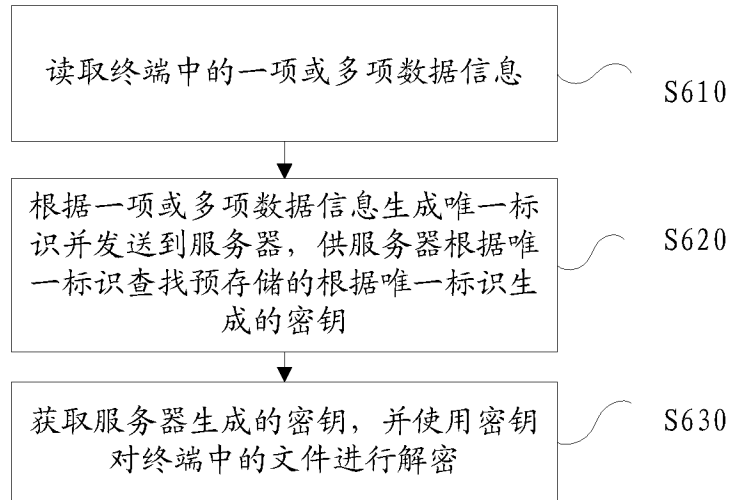 读取终端中的一项或多项数据信息
S610
根据一项或多项数据信息生成唯一标
识并发送到服务器，供服务器根据唯
一标识查找预存储的根据唯一标识生
成的密钥
S620
获取服务器生成的密钥，并使用密钥
对终端中的文件进行解密
S630